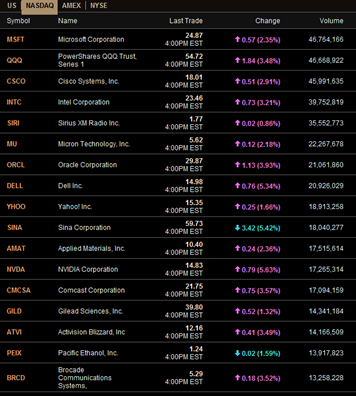 US NASDAQ AMEX NYSE
Symbol Name Last Trade Change Volume
MSFT Microsoft Corporation 24.87 4:00PM EST ⬆ 0.57 (2.35%) 46,764,166
QQQ PowerShares QQQ Trust, Series 1 54.72 4:00PM EST ⬆ 1.84 (3.48%) 46,668,922
CSCO Cisco Systems, Inc. 18.01 4:00PM EST ⬆ 0.51 (2.91%) 45,991,635
INTC Intel Corporation 23.46 4:00PM EST ⬆ 0.73 (3.21%) 39,752,819
SIRI Sirius XM Radio Inc. 1.77 4:00PM EST ⬆ 0.02 (0.86%) 35,552,773
MU Micron Technology, Inc. 5.62 4:00PM EST ⬆ 0.12 (2.18%) 22,267,678
ORCL Oracle Corporation 29.87 4:00PM EST ⬆ 1.13 (3.93%) 21,061,860
DELL Dell Inc. 14.98 4:00PM EST ⬆ 0.76 (5.34%) 20,926,029
YHOO Yahoo! Inc. 15.35 4:00PM EST ⬆ 0.25 (1.66%) 18,913,258
SINA Sina Corporation 59.73 4:00PM EST ⬇ 3.42 (5.42%) 18,040,277
AMAT Applied Materials, Inc. 10.40 4:00PM EST ⬆ 0.24 (2.36%) 17,515,614
NVDA NVIDIA Corporation 14.83 4:00PM EST ⬆ 0.79 (5.63%) 17,265,314
CMCSA Comcast Corporation 21.75 4:00PM EST ⬆ 0.75 (3.57%) 17,094,159
GILD Gilead Sciences, Inc. 39.80 4:00PM EST ⬆ 0.52 (1.32%) 14,341,184
ATVI Activision Blizzard, Inc 12.16 4:00PM EST ⬆ 0.41 (3.49%) 14,166,509
PEIX Pacific Ethanol, Inc. 1.24 4:00PM EST ⬇ 0.02 (1.59%) 13,917,823
BRCD Brocade Communications Systems, 5.29 4:00PM EST ⬆ 0.18 (3.52%) 13,258,228